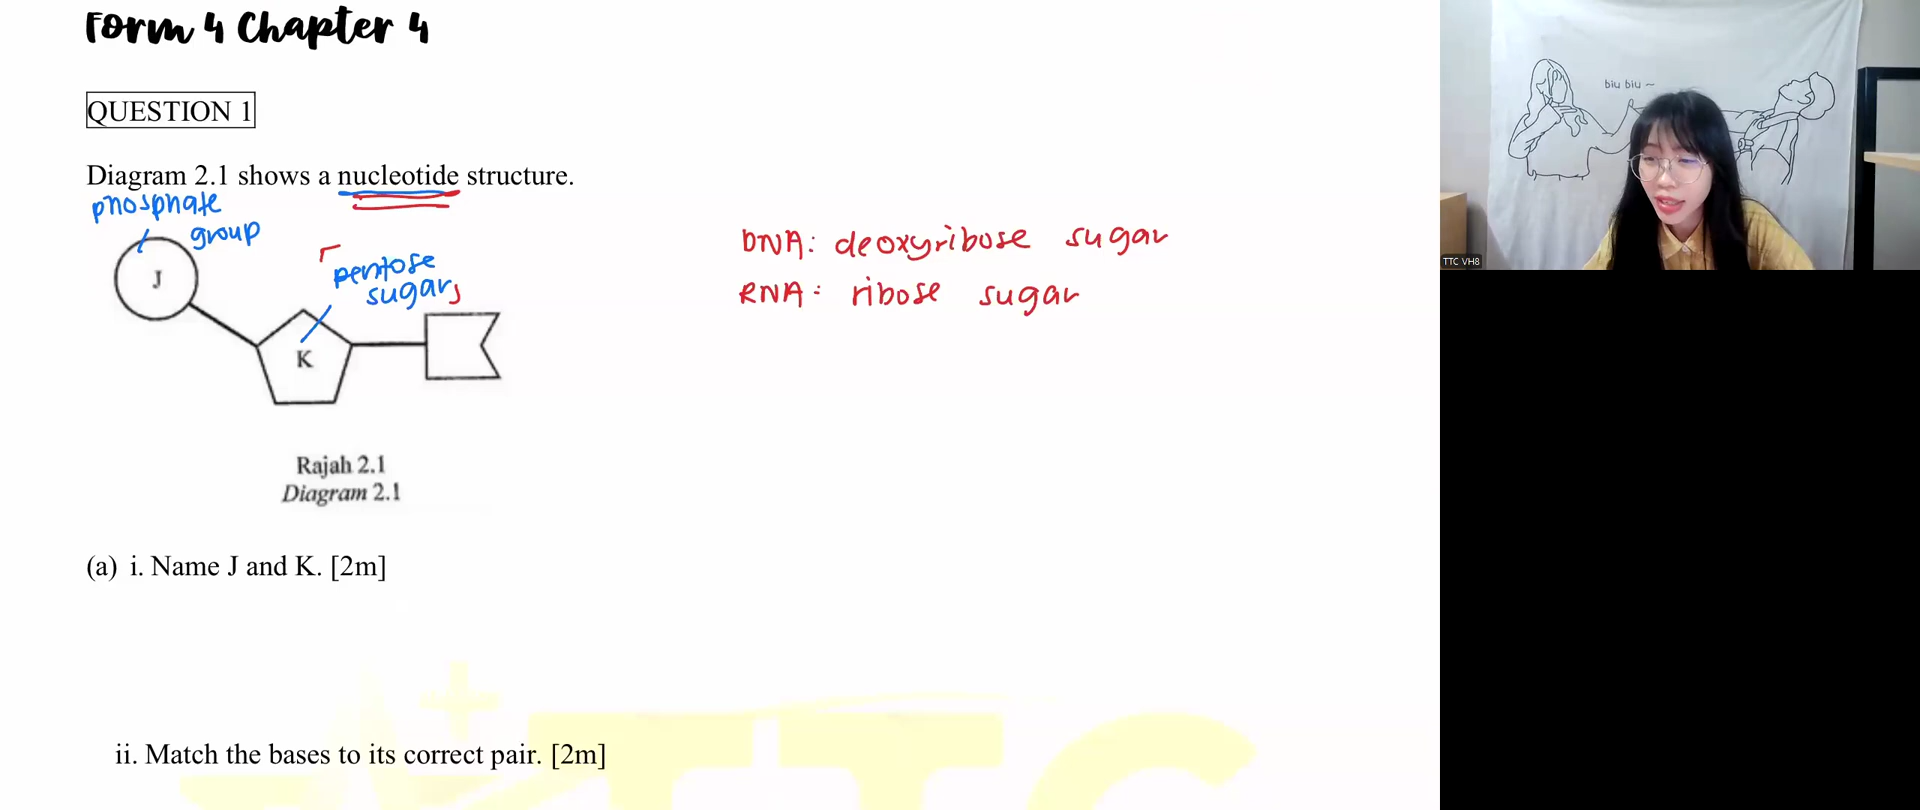 Form 4 Chapter 4
QUESTION 1
Diagram 2.1 shows a nucleotide structure.
phosphate
group
J
pentose
sugar
K
DNA: deoxyribose sugar
RNA: ribose sugar
Rajah 2.1
Diagram 2.1
(a) i. Name J and K. [2m]
ii. Match the bases to its correct pair. [2m]
TTC
biu biu ~
TTC VH8